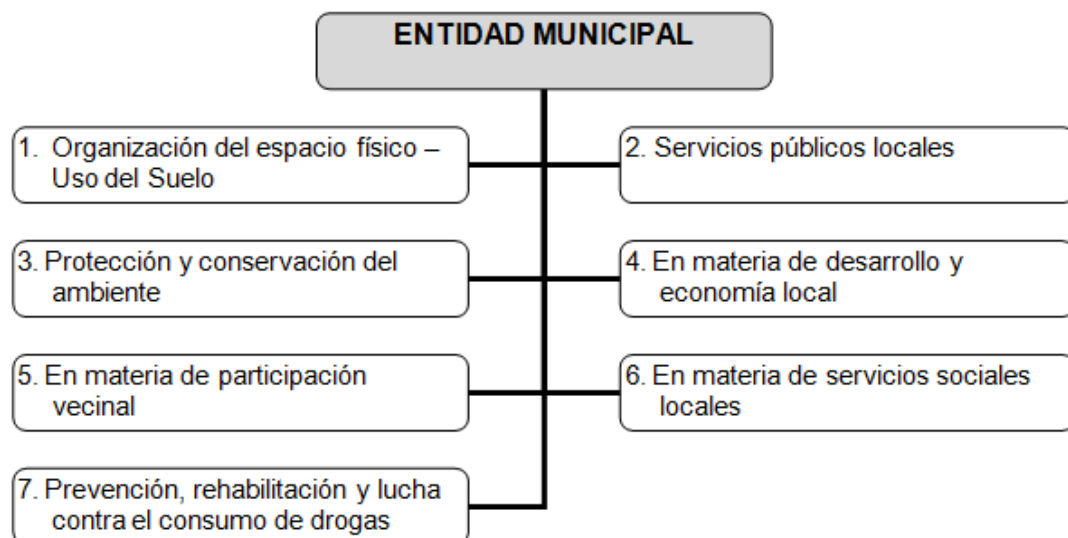 ENTIDAD MUNICIPAL
1. Organización del espacio físico –
Uso del Suelo
2. Servicios públicos locales
3. Protección y conservación del
ambiente
4. En materia de desarrollo y
economía local
5. En materia de participación
vecinal
6. En materia de servicios sociales
locales
7. Prevención, rehabilitación y lucha
contra el consumo de drogas